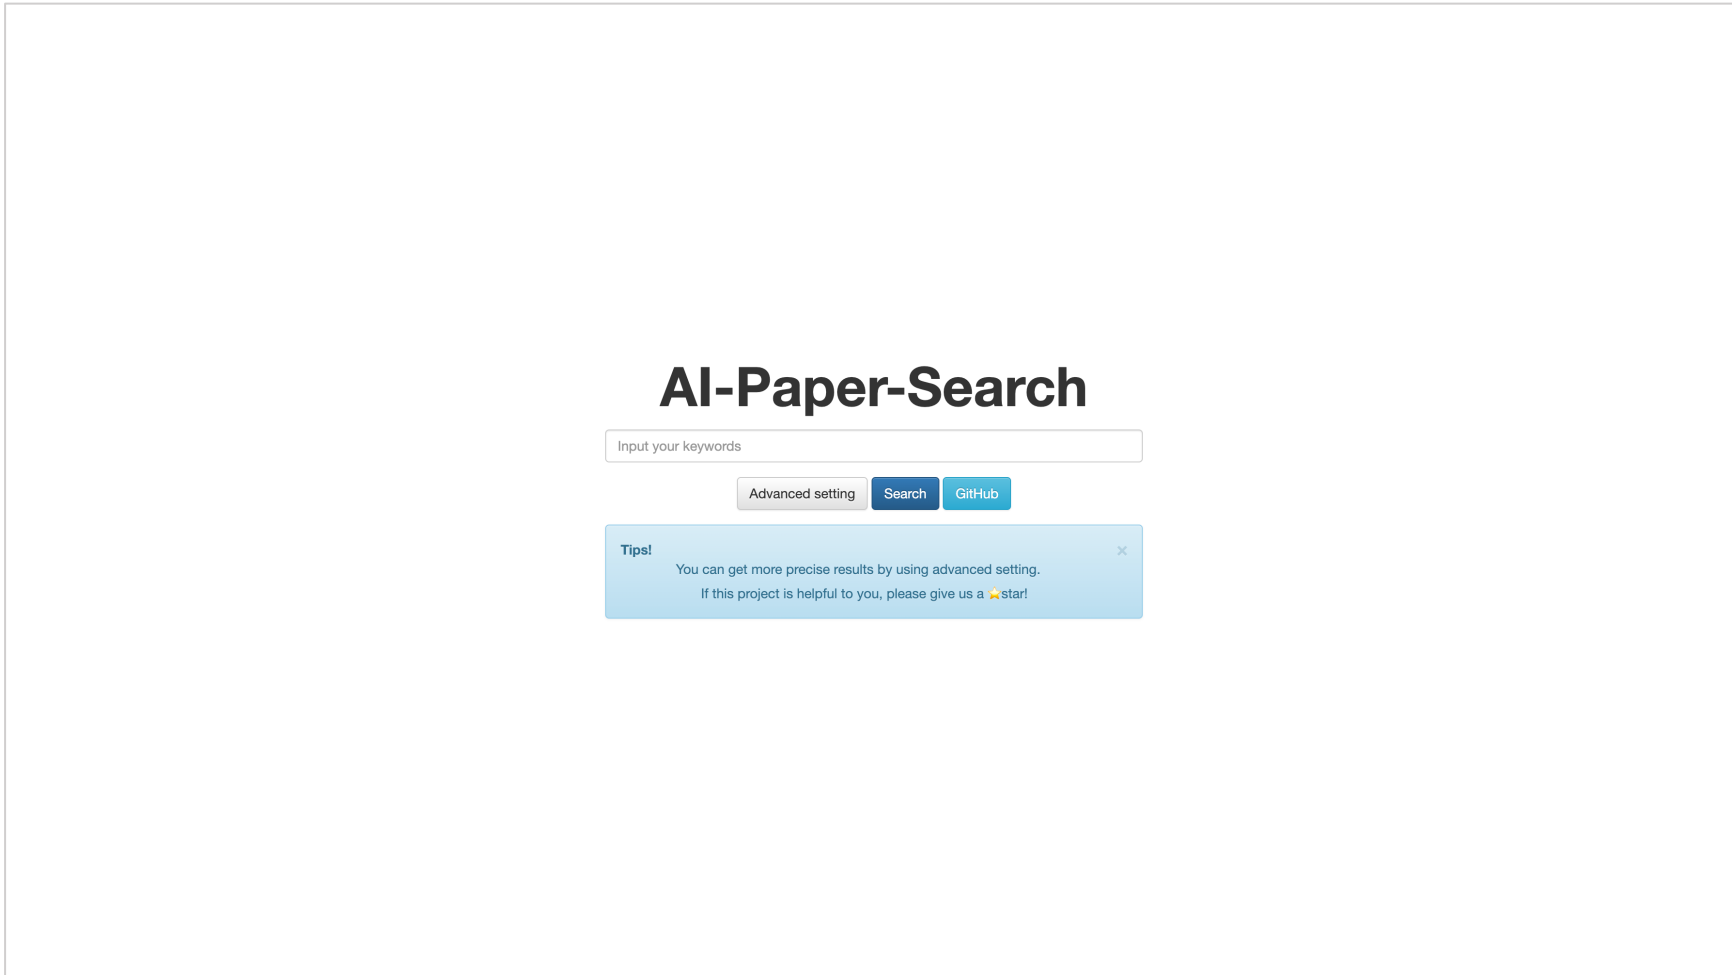 AI-Paper-Search
Input your keywords
Advanced setting Search GitHub
Tips! ×
You can get more precise results by using advanced setting.
If this project is helpful to you, please give us a ⭐star!